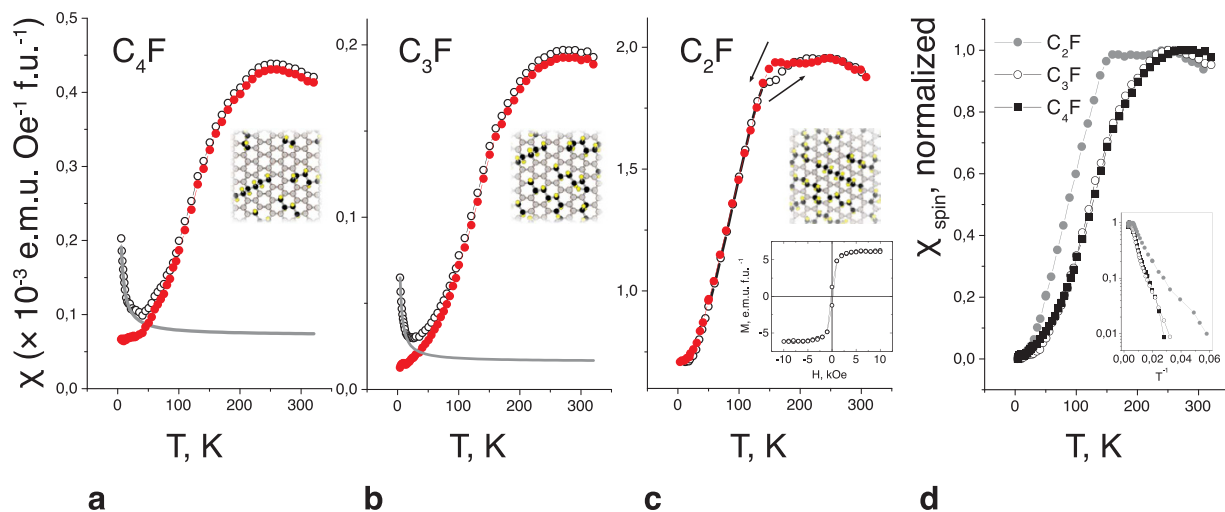 χ (× 10⁻³ e.m.u. Oe⁻¹ f.u.⁻¹)
0,5
0,4
0,3
0,2
0,1
0,0
C₄F
0 100 200 300
T, K
a
0,2
0,1
0,0
C₃F
0 100 200 300
T, K
b
2,0
1,0
C₂F
M, e.m.u. f.u.⁻¹
5
0
-5
-10 -5 0 5 10
H, kOe
0 100 200 300
T, K
c
χ spin, normalized
1,0
0,8
0,6
0,4
0,2
0,0
C₂F
C₃F
C₄F
1
0,1
0,01
0,00 0,02 0,04 0,06
T⁻¹
0 100 200 300
T, K
d